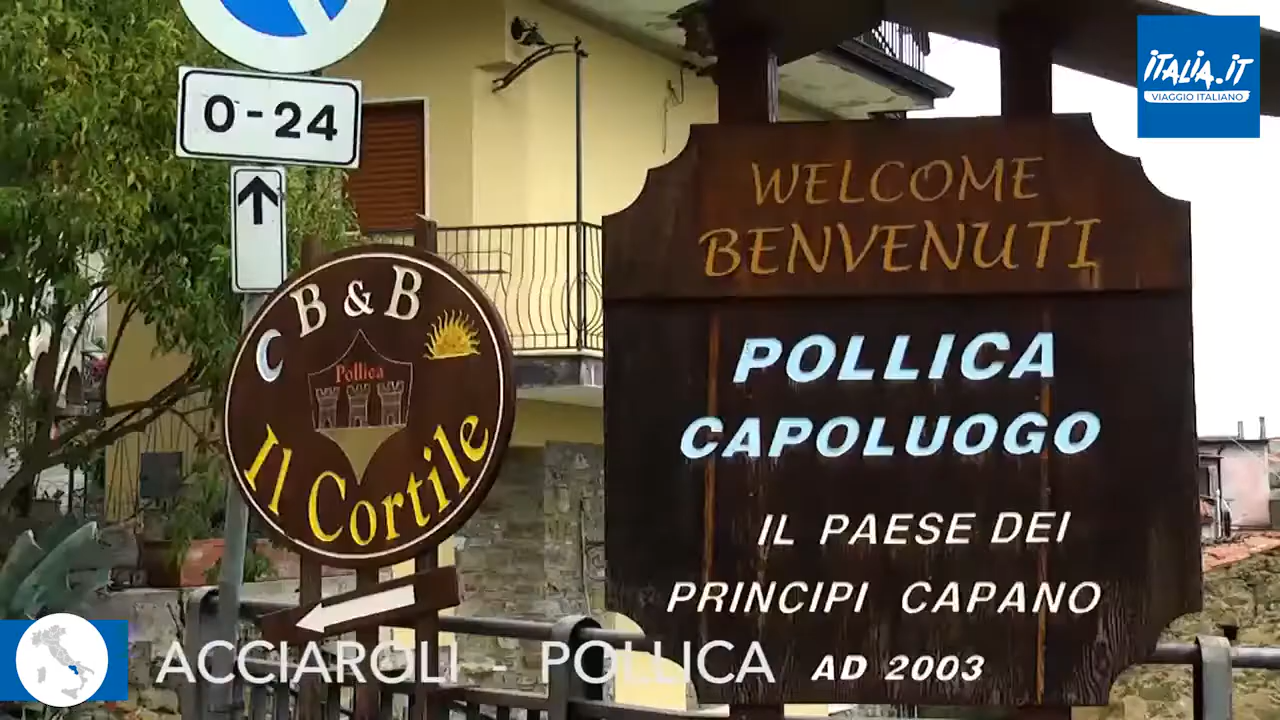 ITALIA.IT
VIAGGIO ITALIANO
0-24
C B & B
Pollica
Il Cortile
WELCOME
BENVENUTI
POLLICA
CAPOLUOGO
IL PAESE DEI
PRINCIPI CAPANO
AD 2003
ACCIAROLI - POLLICA